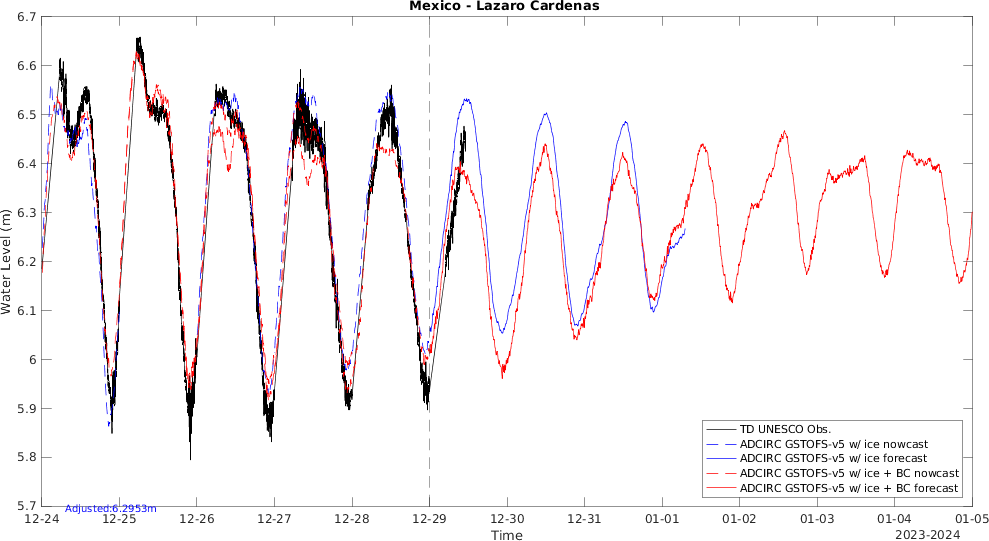 Mexico - Lazaro Cardenas
Water Level (m)
6.7
6.6
6.5
6.4
6.3
6.2
6.1
6
5.9
5.8
5.7
TD UNESCO Obs.
ADCIRC GSTOFS-v5 w/ ice nowcast
ADCIRC GSTOFS-v5 w/ ice forecast
ADCIRC GSTOFS-v5 w/ ice + BC nowcast
ADCIRC GSTOFS-v5 w/ ice + BC forecast
Adjusted:6.2953m
12-24 12-25 12-26 12-27 12-28 12-29 12-30 12-31 01-01 01-02 01-03 01-04 01-05
Time
2023-2024